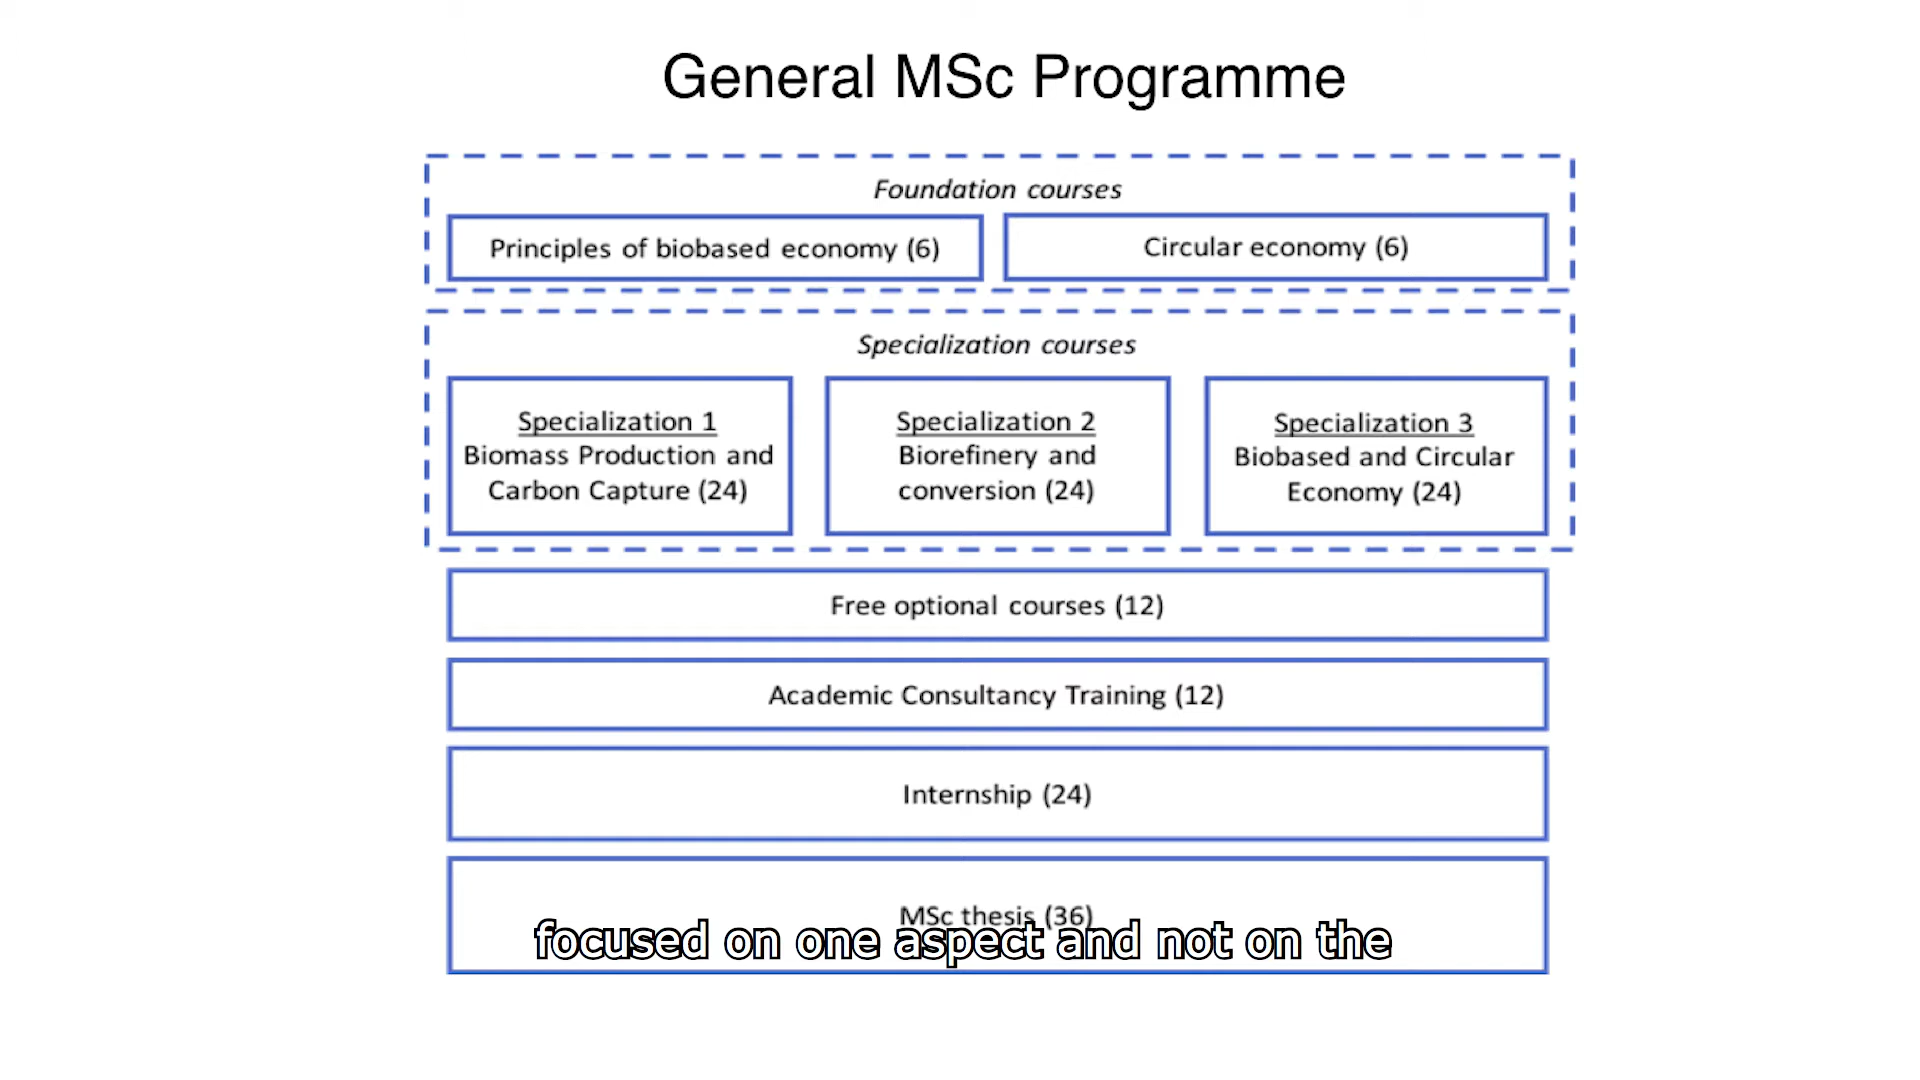 General MSc Programme
Foundation courses
Principles of biobased economy (6)
Circular economy (6)
Specialization courses
Specialization 1
Biomass Production and
Carbon Capture (24)
Specialization 2
Biorefinery and
conversion (24)
Specialization 3
Biobased and Circular
Economy (24)
Free optional courses (12)
Academic Consultancy Training (12)
Internship (24)
MSc thesis (36)
focused on one aspect and not on the